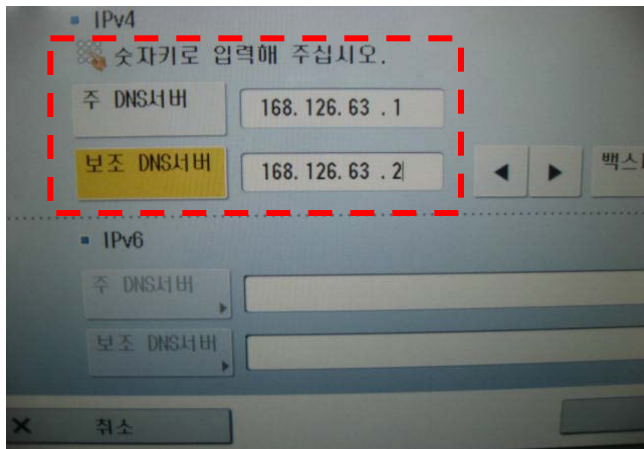 IPv4
숫자키로 입력해 주십시오.
주 DNS서버 168.126.63 .1
보조 DNS서버 168.126.63 .2
IPv6
주 DNS서버
보조 DNS서버
취소